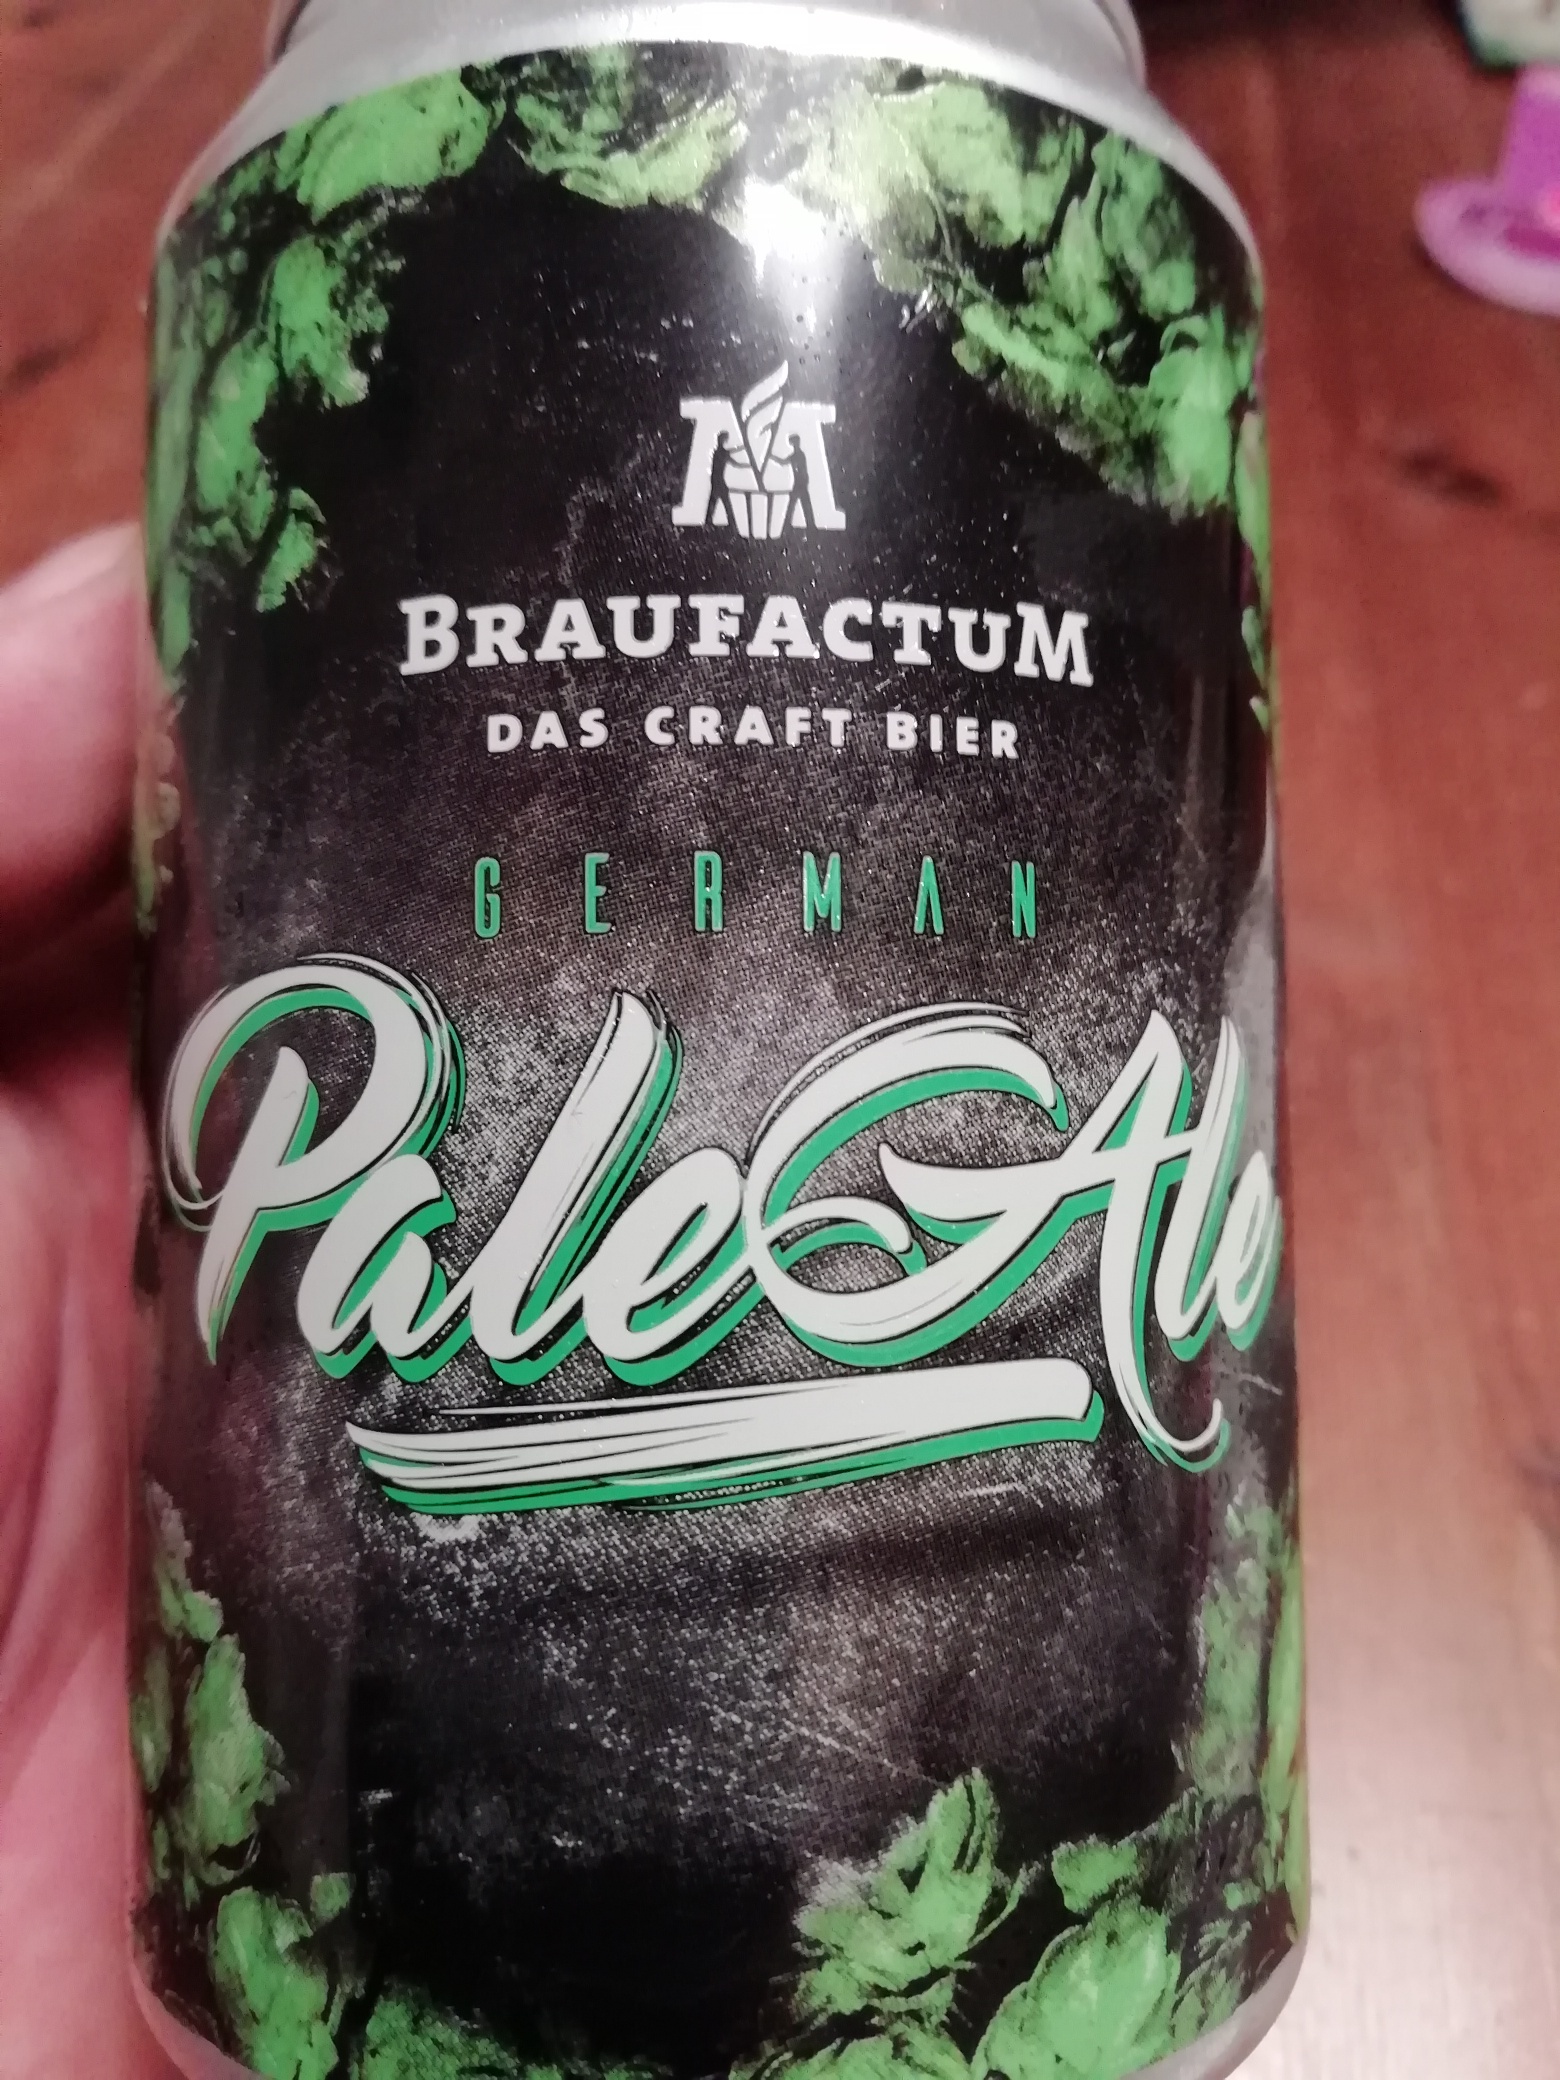 BRAUFACTUM
DAS CRAFT BIER
GERMAN
Pale Ale